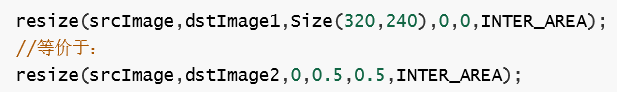 resize(srcImage,dstImage1,Size(320,240),0,0,INTER_AREA);
//等价于:
resize(srcImage,dstImage2,0,0.5,0.5,INTER_AREA);